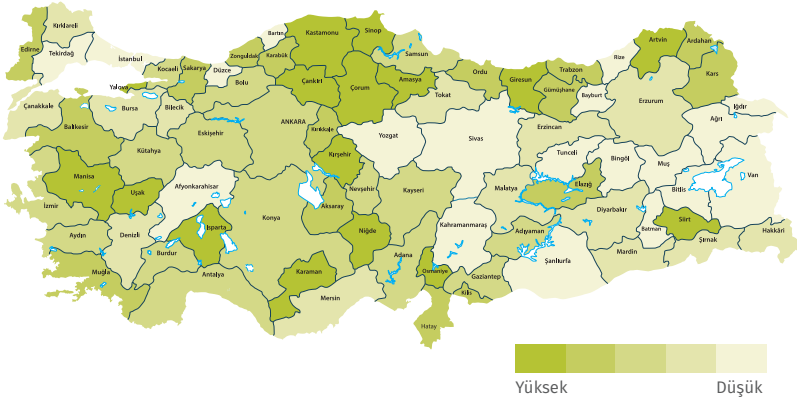 Kırklareli
Edirne
Tekirdağ
İstanbul
Kocaeli
Sakarya
Yalova
Düzce
Zonguldak
Bartın
Karabük
Kastamonu
Sinop
Samsun
Bolu
Çankırı
Çorum
Amasya
Tokat
Ordu
Giresun
Gümüşhane
Trabzon
Bayburt
Rize
Artvin
Ardahan
Kars
Iğdır
Ağrı
Erzurum
Erzincan
Çanakkale
Balıkesir
Bursa
Bilecik
Eskişehir
Kütahya
ANKARA
Kırıkkale
Kırşehir
Yozgat
Sivas
Tunceli
Bingöl
Muş
Van
Bitlis
Manisa
Uşak
Afyonkarahisar
İzmir
Aydın
Denizli
Isparta
Burdur
Muğla
Antalya
Konya
Aksaray
Nevşehir
Kayseri
Niğde
Karaman
Mersin
Adana
Osmaniye
Hatay
Kilis
Gaziantep
Kahramanmaraş
Malatya
Elazığ
Adıyaman
Şanlıurfa
Diyarbakır
Mardin
Batman
Siirt
Şırnak
Hakkâri
Yüksek
Düşük